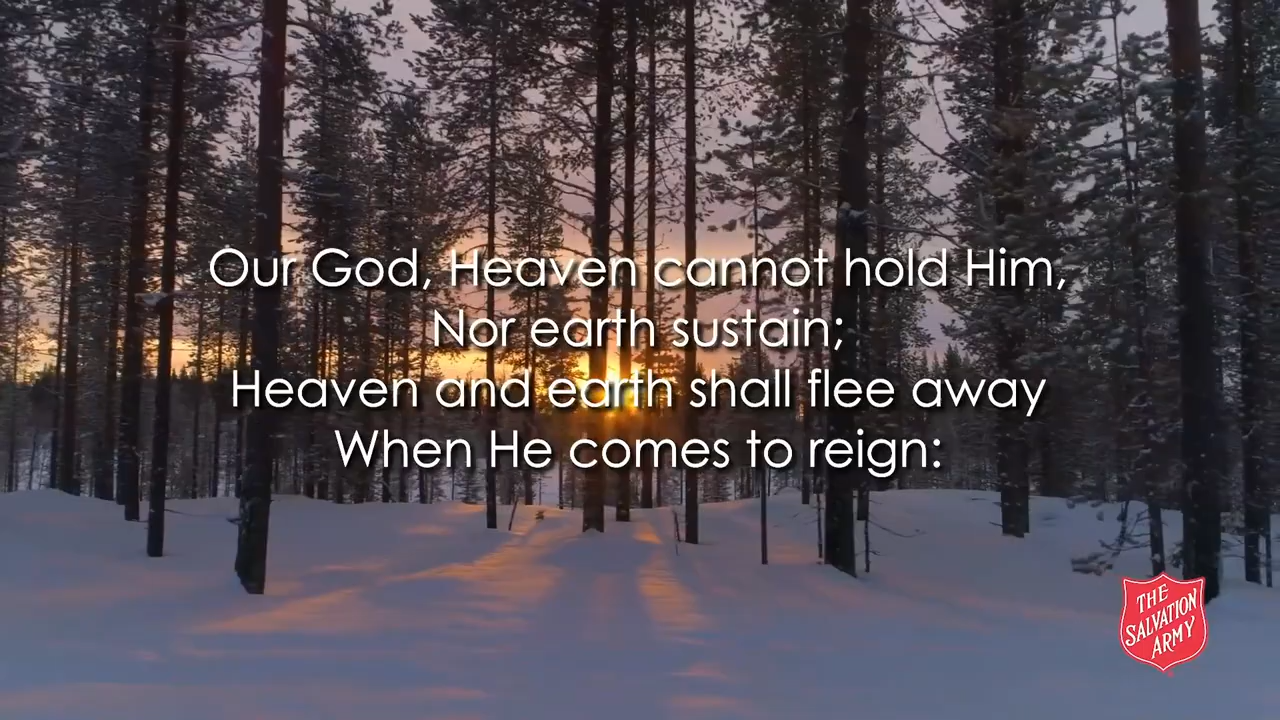 Our God, Heaven cannot hold Him,
Nor earth sustain;
Heaven and earth shall flee away
When He comes to reign:
THE
SALVATION
ARMY